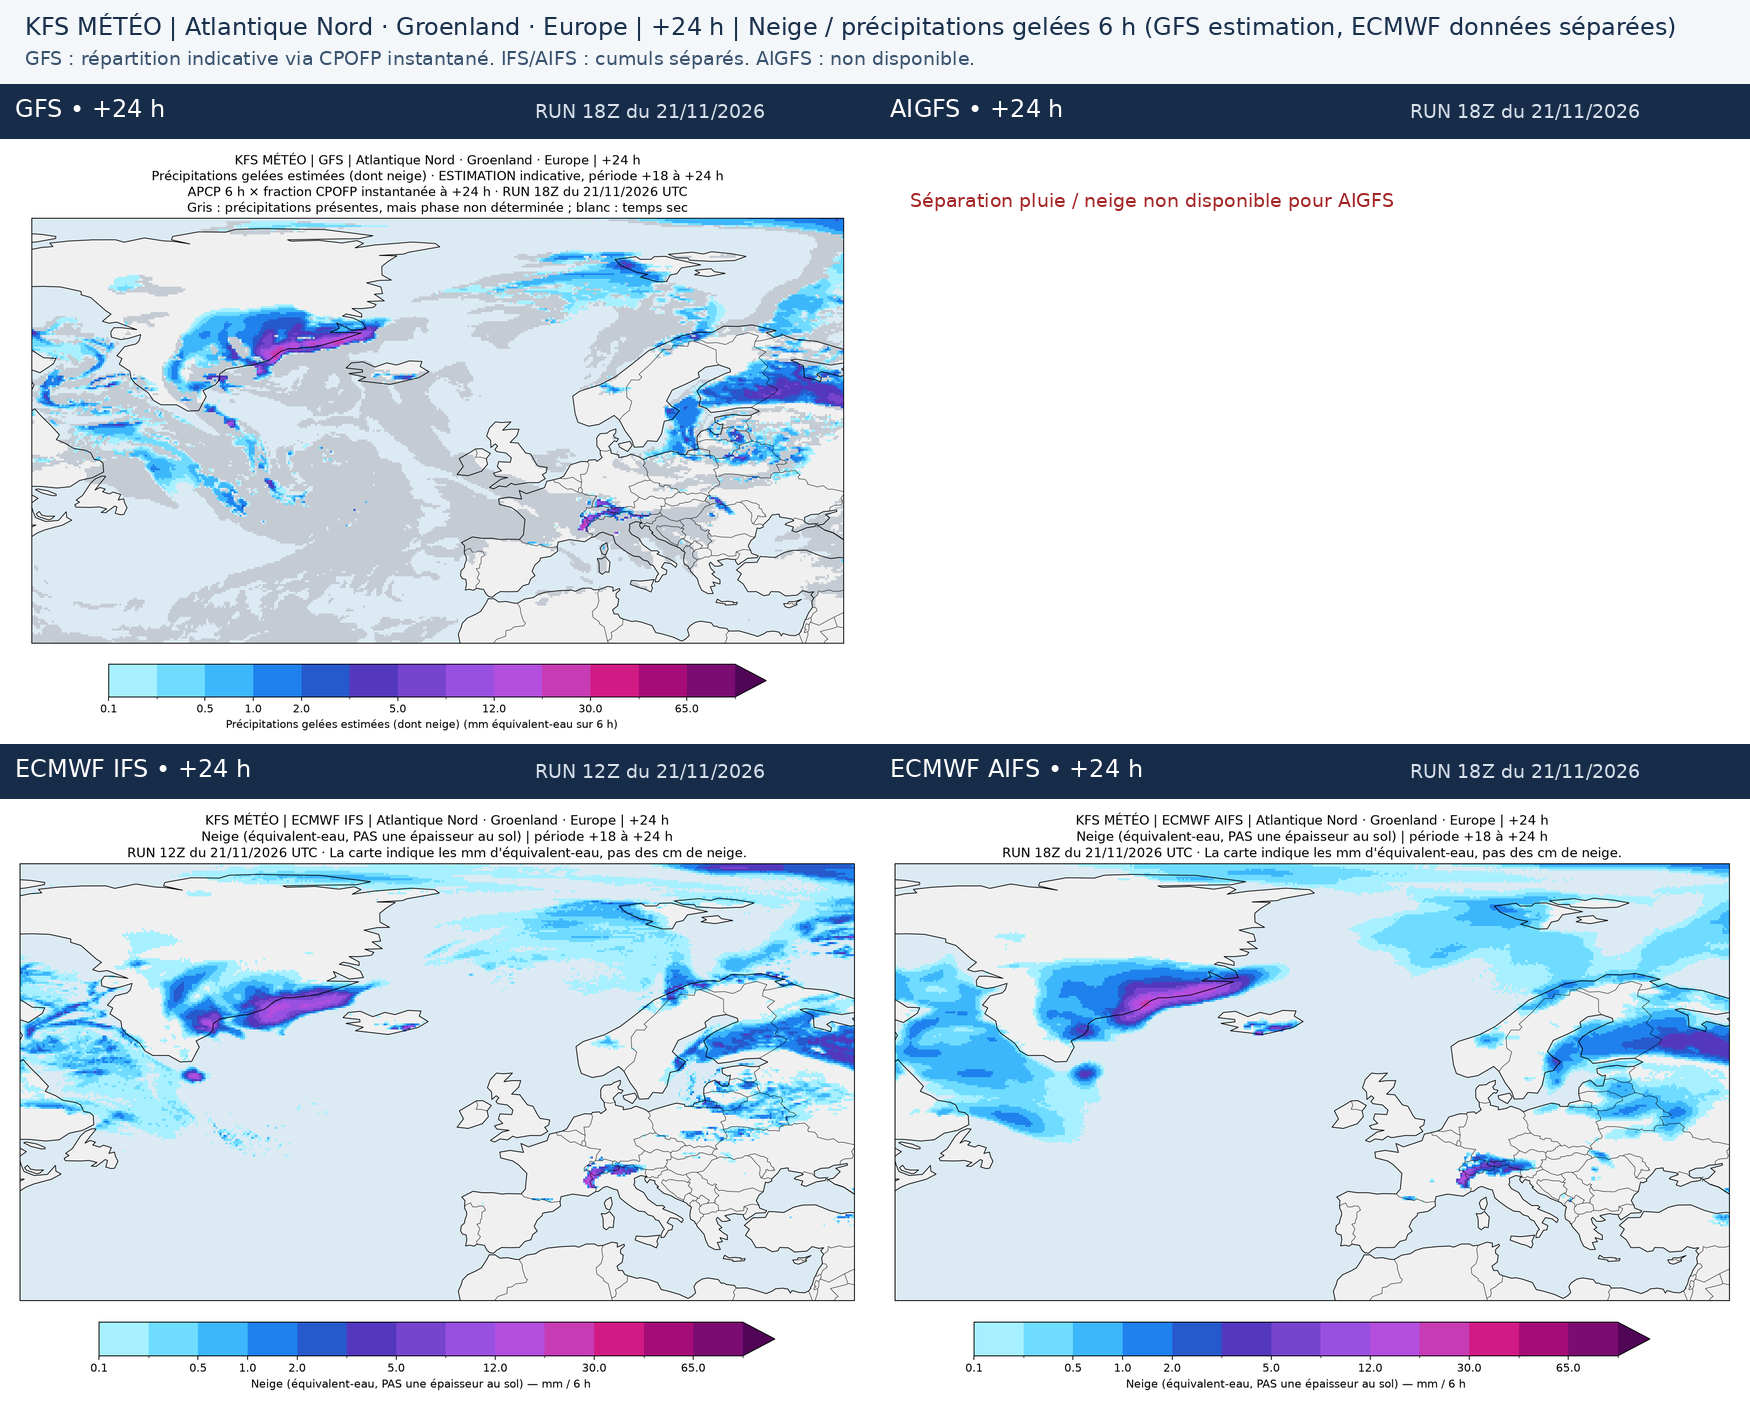 KFS MÉTÉO | Atlantique Nord · Groenland · Europe | +24 h | Neige / précipitations gelées 6 h (GFS estimation, ECMWF données séparées)
GFS : répartition indicative via CPOFP instantané. IFS/AIFS : cumuls séparés. AIGFS : non disponible.
GFS • +24 h
RUN 18Z du 21/11/2026
AIGFS • +24 h
RUN 18Z du 21/11/2026
KFS MÉTÉO | GFS | Atlantique Nord · Groenland · Europe | +24 h
Précipitations gelées estimées (dont neige) · ESTIMATION indicative, période +18 à +24 h
APCP 6 h × fraction CPOFP instantanée à +24 h · RUN 18Z du 21/11/2026 UTC
Gris : précipitations présentes, mais phase non déterminée ; blanc : temps sec
Séparation pluie / neige non disponible pour AIGFS
0.1 0.5 1.0 2.0 5.0 12.0 30.0 65.0
Précipitations gelées estimées (dont neige) (mm équivalent-eau sur 6 h)
ECMWF IFS • +24 h
RUN 12Z du 21/11/2026
ECMWF AIFS • +24 h
RUN 18Z du 21/11/2026
KFS MÉTÉO | ECMWF IFS | Atlantique Nord · Groenland · Europe | +24 h
Neige (équivalent-eau, PAS une épaisseur au sol) | période +18 à +24 h
RUN 12Z du 21/11/2026 UTC · La carte indique les mm d'équivalent-eau, pas des cm de neige.
KFS MÉTÉO | ECMWF AIFS | Atlantique Nord · Groenland · Europe | +24 h
Neige (équivalent-eau, PAS une épaisseur au sol) | période +18 à +24 h
RUN 18Z du 21/11/2026 UTC · La carte indique les mm d'équivalent-eau, pas des cm de neige.
0.1 0.5 1.0 2.0 5.0 12.0 30.0 65.0
Neige (équivalent-eau, PAS une épaisseur au sol) — mm / 6 h
0.1 0.5 1.0 2.0 5.0 12.0 30.0 65.0
Neige (équivalent-eau, PAS une épaisseur au sol) — mm / 6 h